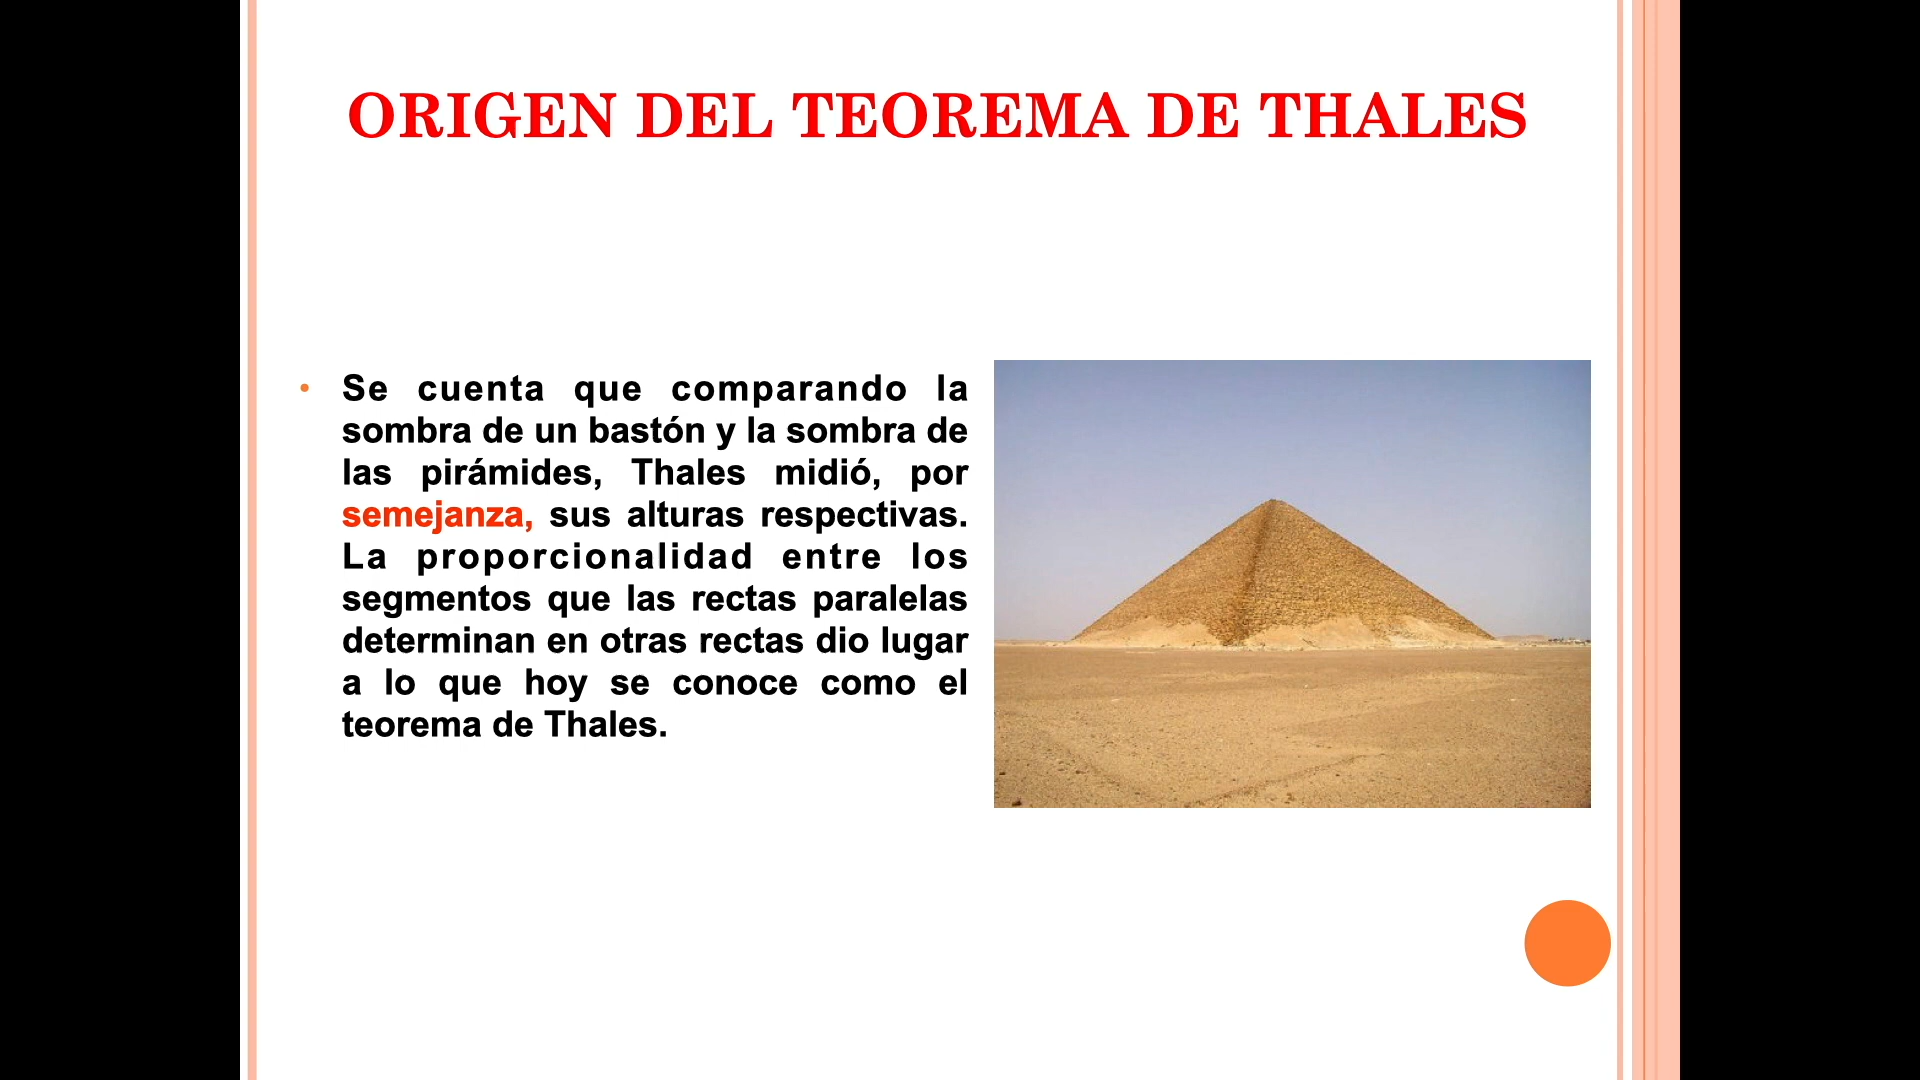 ORIGEN DEL TEOREMA DE THALES
• Se cuenta que comparando la
sombra de un bastón y la sombra de
las pirámides, Thales midió, por
semejanza, sus alturas respectivas.
La proporcionalidad entre los
segmentos que las rectas paralelas
determinan en otras rectas dio lugar
a lo que hoy se conoce como el
teorema de Thales.